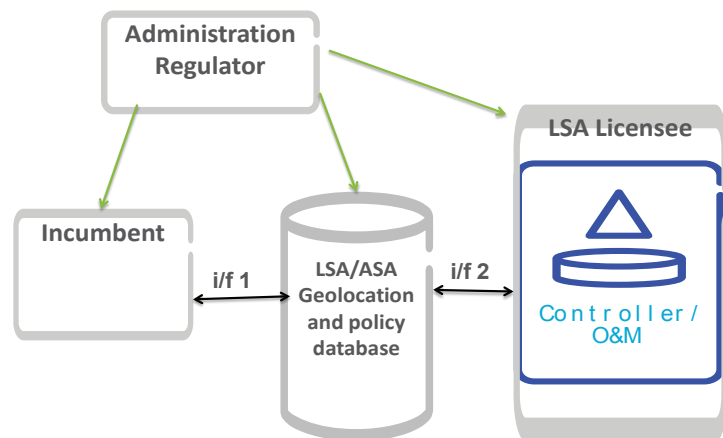 Administration
Regulator
LSA Licensee
Incumbent
i/f 1
LSA/ASA
Geolocation
and policy
database
i/f 2
Controller /
O&M